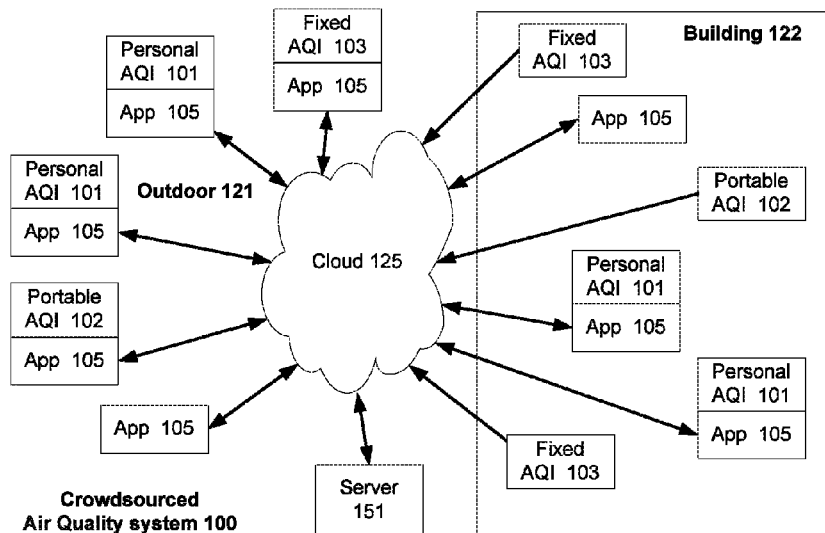 Personal
AQI 101
App 105
Fixed
AQI 103
App 105
Fixed
AQI 103
Building 122
App 105
Personal
AQI 101
App 105
Outdoor 121
Portable
AQI 102
Cloud 125
Personal
AQI 101
App 105
Portable
AQI 102
App 105
Personal
AQI 101
App 105
App 105
Fixed
AQI 103
Server
151
Crowdsourced
Air Quality system 100